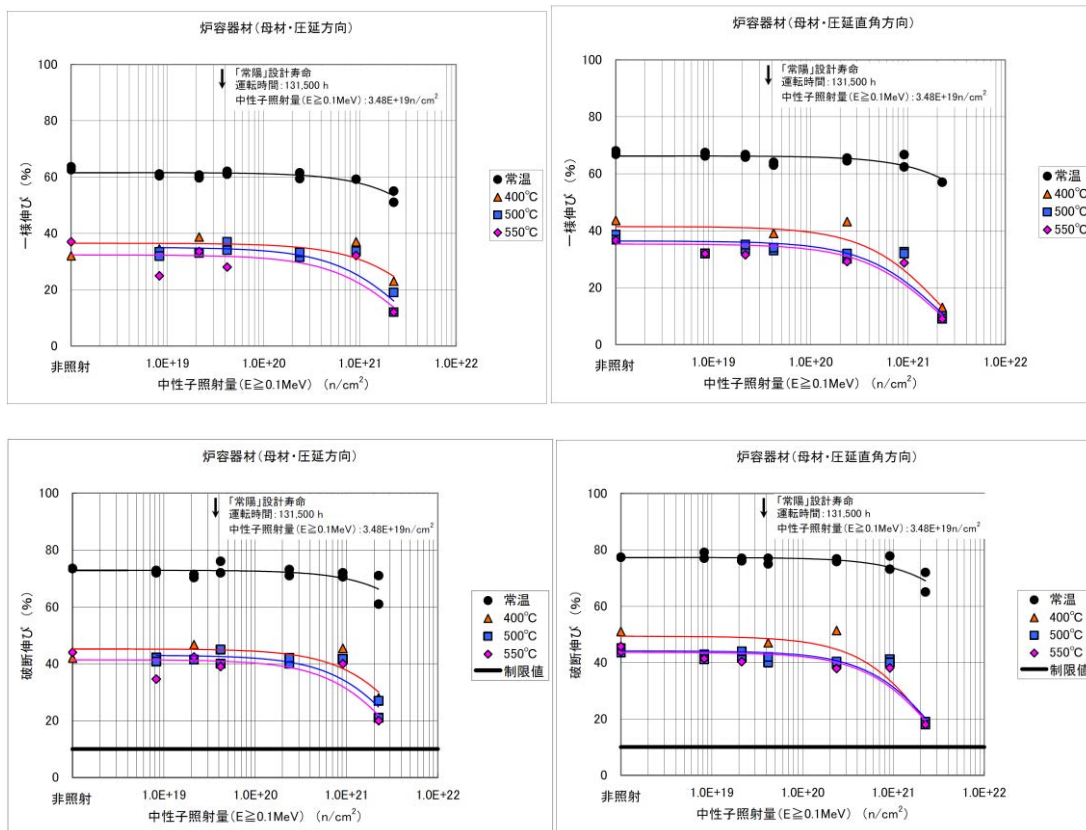 炉容器材(母材・圧延方向)
「常陽」設計寿命
運転時間:131,500 h
中性子照射量(E≧0.1MeV):3.48E+19n/cm²
一様伸び (%)
100
80
60
40
20
0
非照射
1.0E+19
1.0E+20
1.0E+21
1.0E+22
中性子照射量(E≧0.1MeV) (n/cm²)
常温
400℃
500℃
550℃
炉容器材(母材・圧延直角方向)
「常陽」設計寿命
運転時間:131,500 h
中性子照射量(E≧0.1MeV):3.48E+19n/cm²
一様伸び (%)
100
80
60
40
20
0
非照射
1.0E+19
1.0E+20
1.0E+21
1.0E+22
中性子照射量(E≧0.1MeV) (n/cm²)
常温
400℃
500℃
550℃
炉容器材(母材・圧延方向)
「常陽」設計寿命
運転時間:131,500 h
中性子照射量(E≧0.1MeV):3.48E+19n/cm²
破断伸び (%)
100
80
60
40
20
0
非照射
1.0E+19
1.0E+20
1.0E+21
1.0E+22
中性子照射量(E≧0.1MeV) (n/cm²)
常温
400℃
500℃
550℃
制限値
炉容器材(母材・圧延直角方向)
「常陽」設計寿命
運転時間:131,500 h
中性子照射量(E≧0.1MeV):3.48E+19n/cm²
破断伸び (%)
100
80
60
40
20
0
非照射
1.0E+19
1.0E+20
1.0E+21
1.0E+22
中性子照射量(E≧0.1MeV) (n/cm²)
常温
400℃
500℃
550℃
制限値